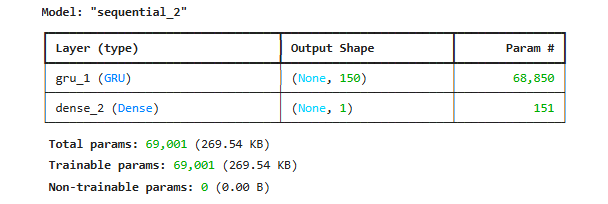 Model: "sequential_2"
Layer (type) Output Shape Param #
gru_1 (GRU) (None, 150) 68,850
dense_2 (Dense) (None, 1) 151
Total params: 69,001 (269.54 KB)
Trainable params: 69,001 (269.54 KB)
Non-trainable params: 0 (0.00 B)